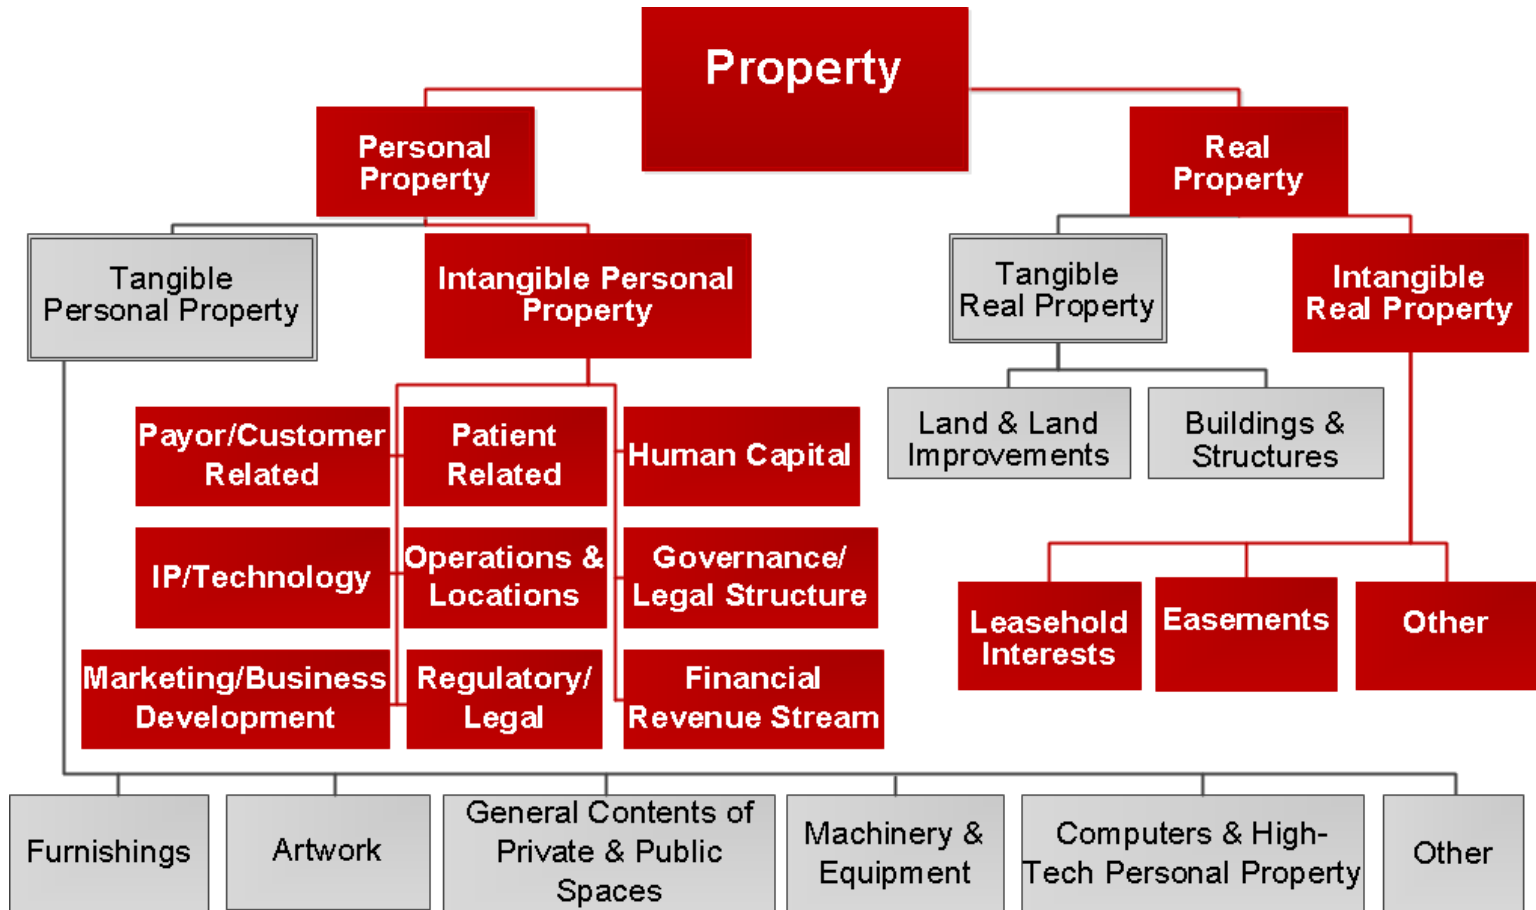 Property
Personal
Property
Real
Property
Tangible
Personal Property
Intangible Personal
Property
Tangible
Real Property
Intangible
Real Property
Land & Land
Improvements
Buildings &
Structures
Payor/Customer
Related
Patient
Related
Human Capital
IP/Technology
Operations &
Locations
Governance/
Legal Structure
Leasehold
Interests
Easements
Other
Marketing/Business
Development
Regulatory/
Legal
Financial
Revenue Stream
Furnishings
Artwork
General Contents of
Private & Public
Spaces
Machinery &
Equipment
Computers & High-
Tech Personal Property
Other